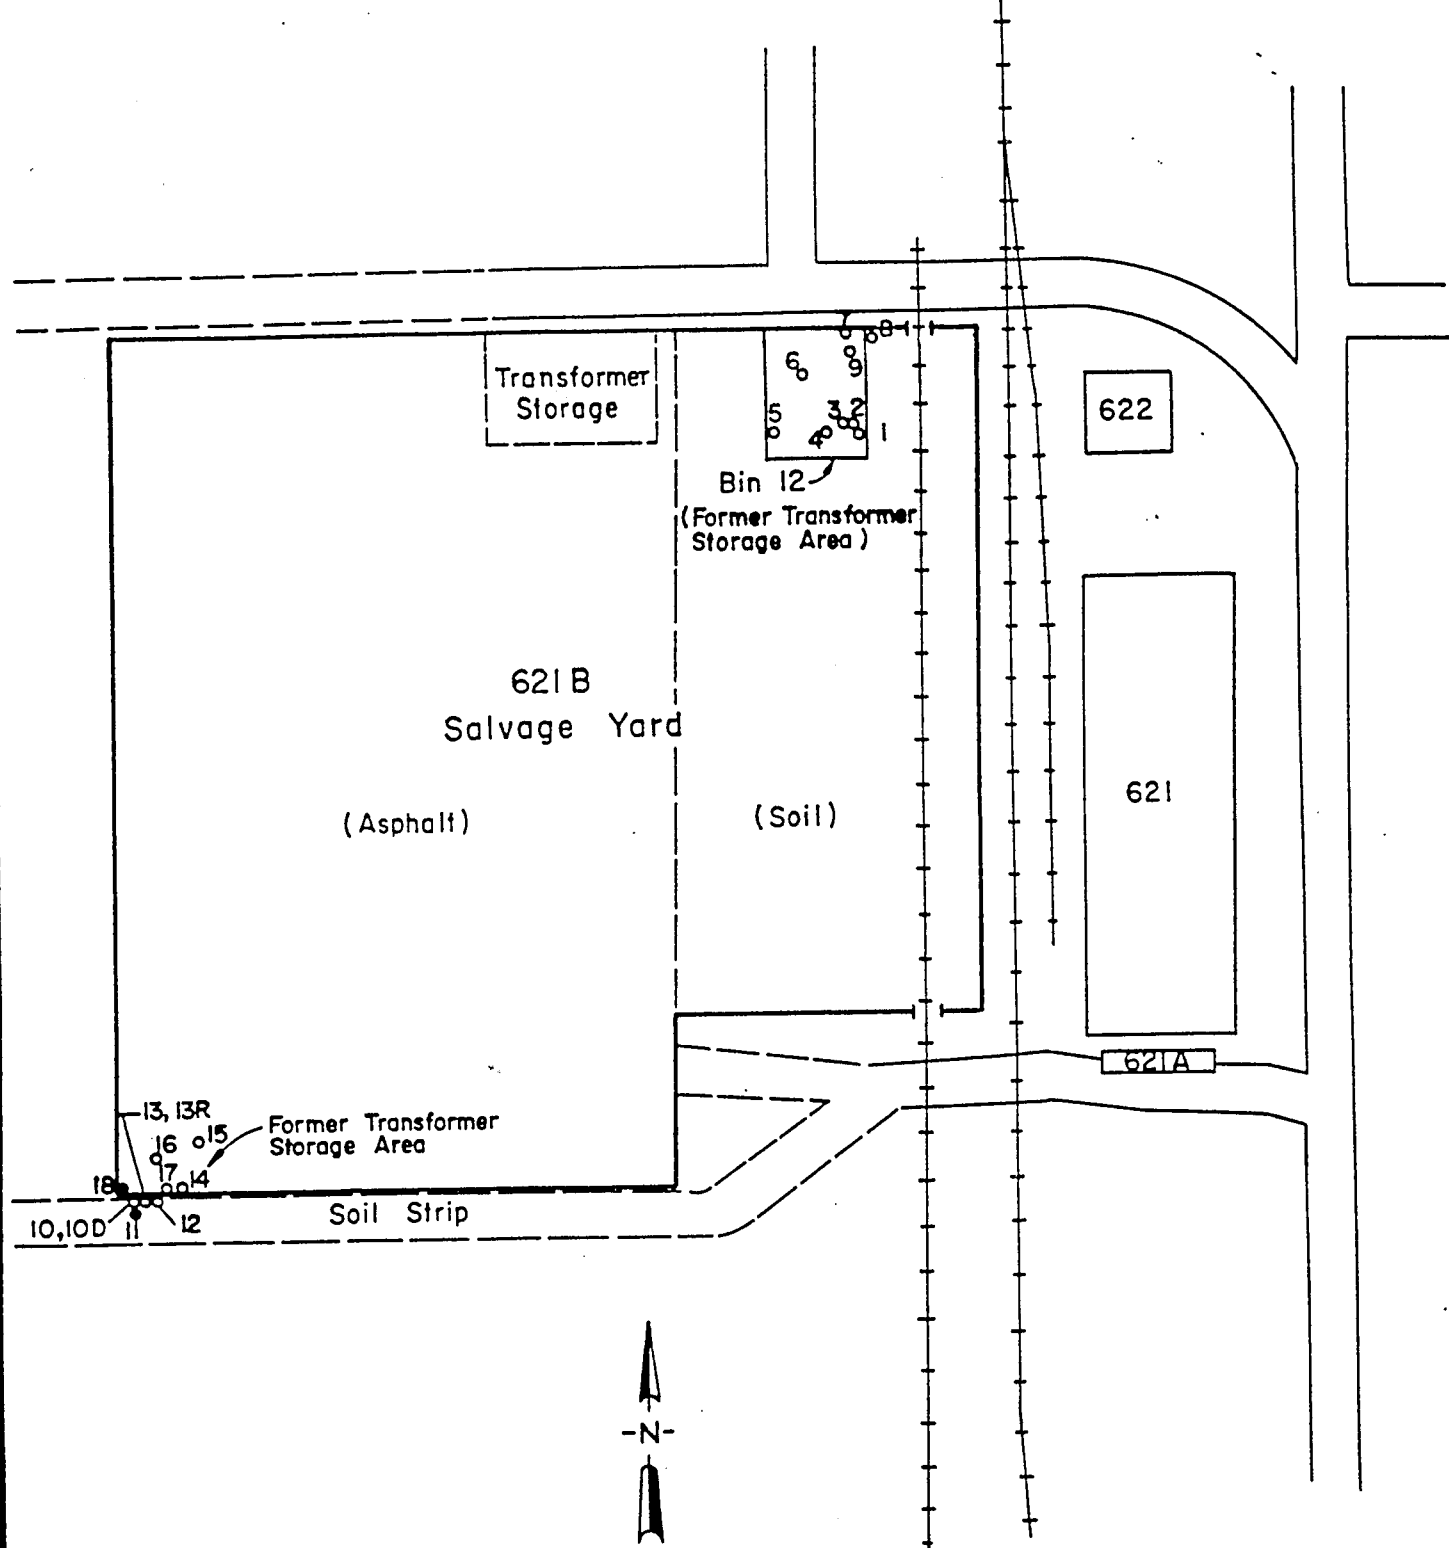 7
8
Transformer
Storage
6
9
622
5
3
2
4
1
Bin 12
(Former Transformer
Storage Area)
621B
Salvage Yard
621
(Asphalt)
(Soil)
621A
13, 13R
Former Transformer
Storage Area
16
15
17
14
18
10, 10D
11
12
Soil Strip
-N-